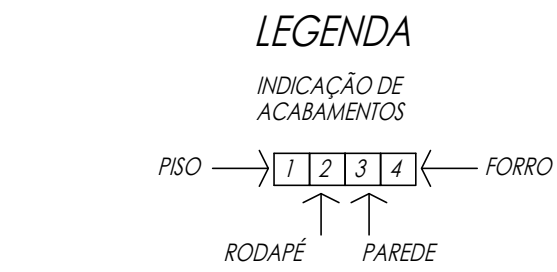 LEGENDA
INDICAÇÃO DE
ACABAMENTOS
PISO 1 2 3 4 FORRO
RODAPÉ PAREDE